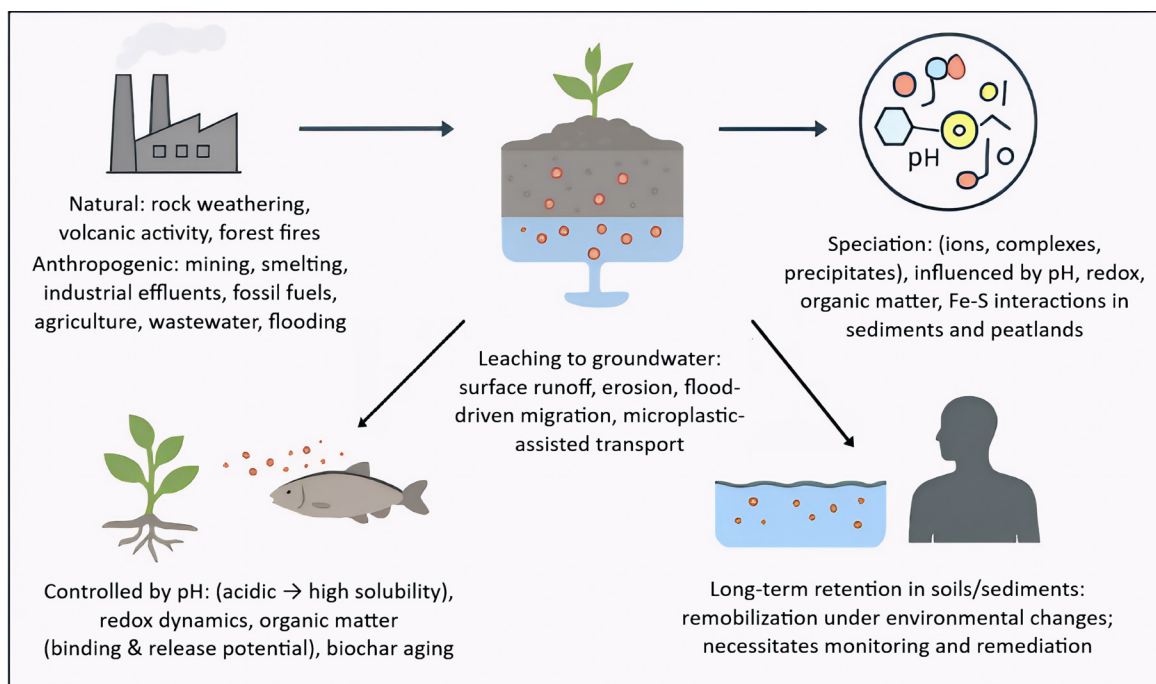 Natural: rock weathering,
volcanic activity, forest fires
Anthropogenic: mining, smelting,
industrial effluents, fossil fuels,
agriculture, wastewater, flooding
pH
Speciation: (ions, complexes,
precipitates), influenced by pH, redox,
organic matter, Fe-S interactions in
sediments and peatlands
Leaching to groundwater:
surface runoff, erosion, flood-
driven migration, microplastic-
assisted transport
Controlled by pH: (acidic → high solubility),
redox dynamics, organic matter
(binding & release potential), biochar aging
Long-term retention in soils/sediments:
remobilization under environmental changes;
necessitates monitoring and remediation